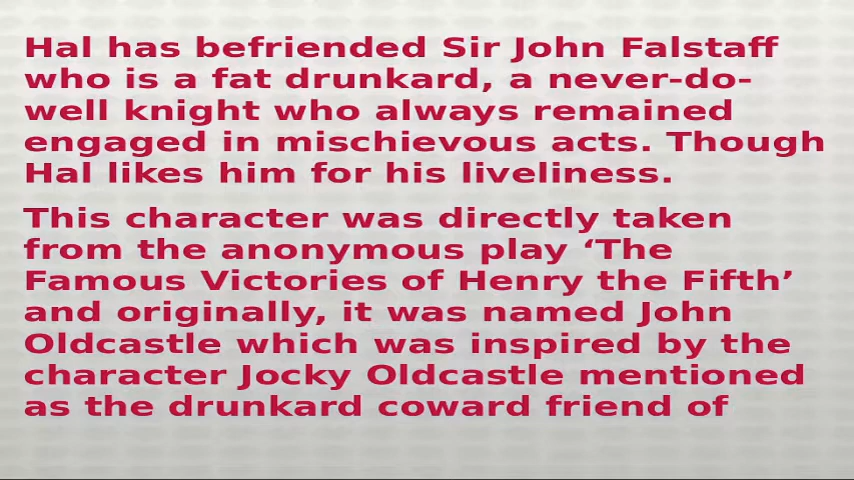 Hal has befriended Sir John Falstaff
who is a fat drunkard, a never-do-
well knight who always remained
engaged in mischievous acts. Though
Hal likes him for his liveliness.
This character was directly taken
from the anonymous play ‘The
Famous Victories of Henry the Fifth’
and originally, it was named John
Oldcastle which was inspired by the
character Jocky Oldcastle mentioned
as the drunkard coward friend of